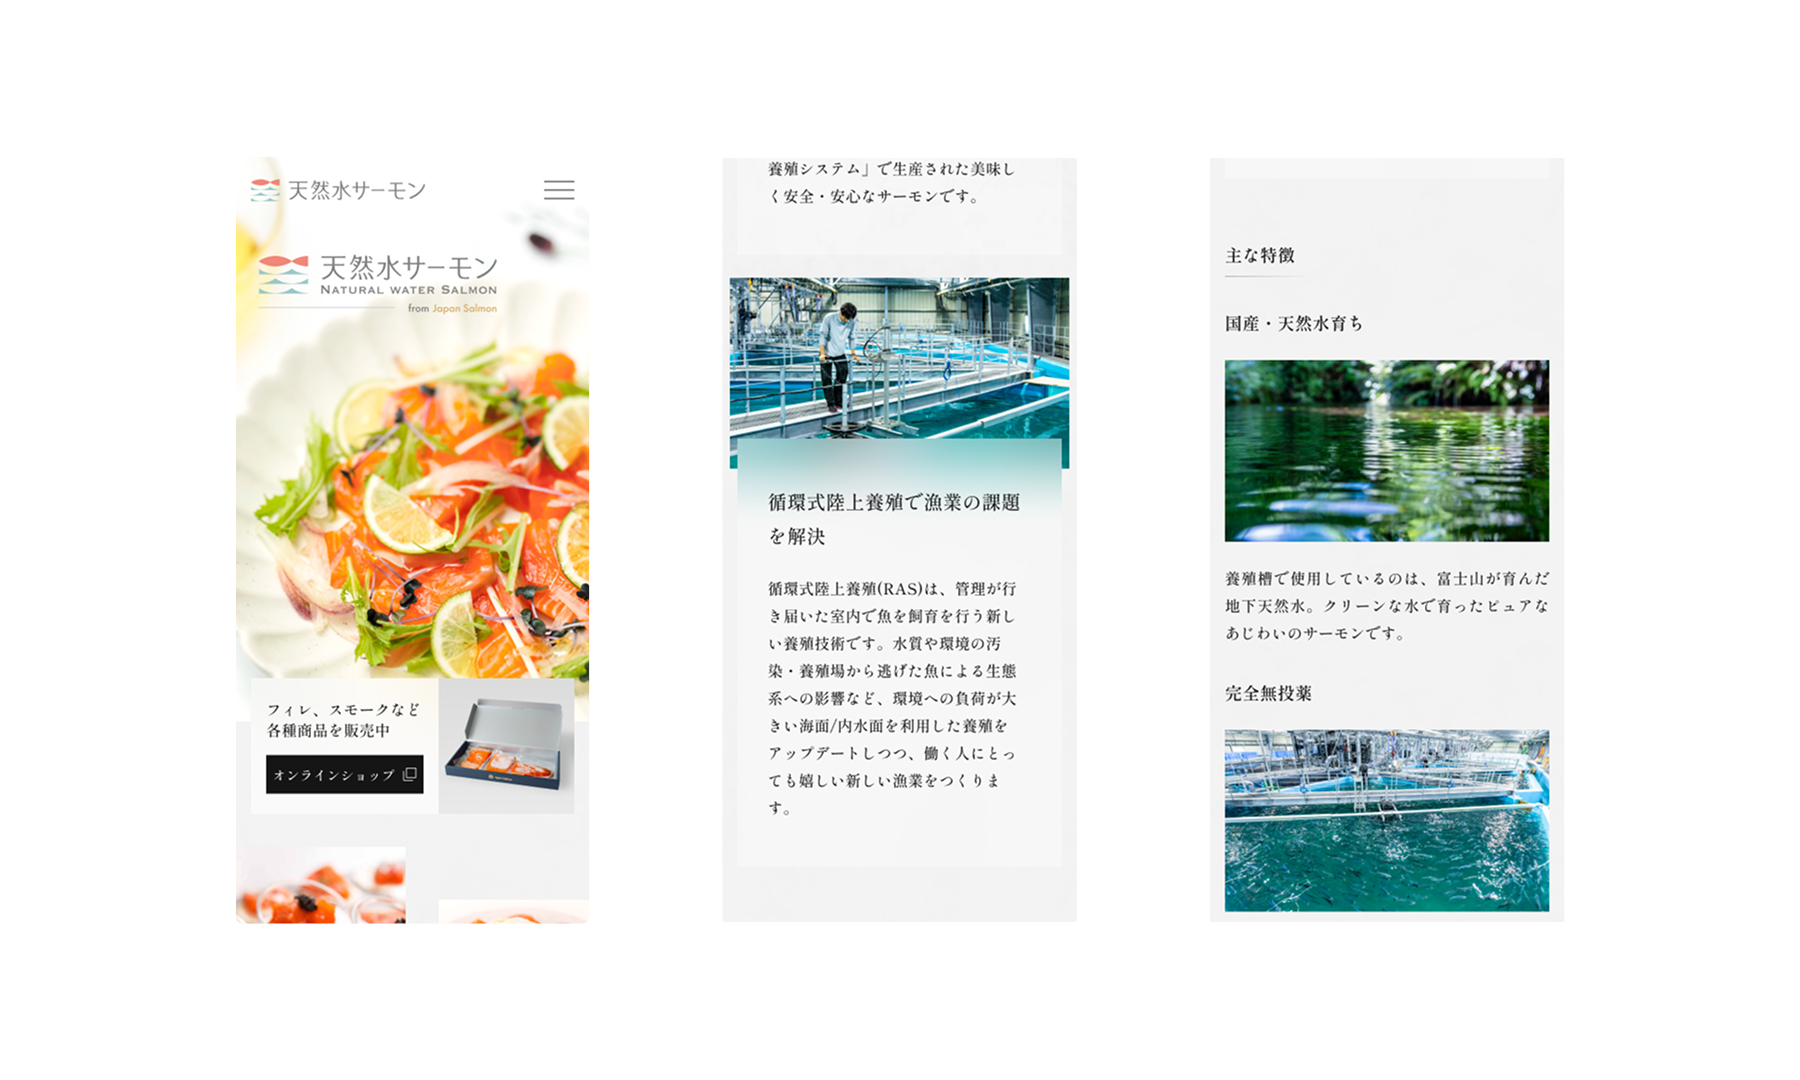 天然水サーモン
天然水サーモン
NATURAL WATER SALMON
from Japan Salmon
フィレ、スモークなど
各種商品を販売中
オンラインショップ
養殖システム」で生産された美味し
く安全・安心なサーモンです。
循環式陸上養殖で漁業の課題
を解決
循環式陸上養殖(RAS)は、管理が行
き届いた室内で魚を飼育を行う新し
い養殖技術です。水質や環境の汚
染・養殖場から逃げた魚による生態
系への影響など、環境への負荷が大
きい海面/内水面を利用した養殖を
アップデートしつつ、働く人にとっ
ても嬉しい新しい漁業をつくりま
す。
主な特徴
国産・天然水育ち
養殖槽で使用しているのは、富士山が育んだ
地下天然水。クリーンな水で育ったピュアな
あじわいのサーモンです。
完全無投薬